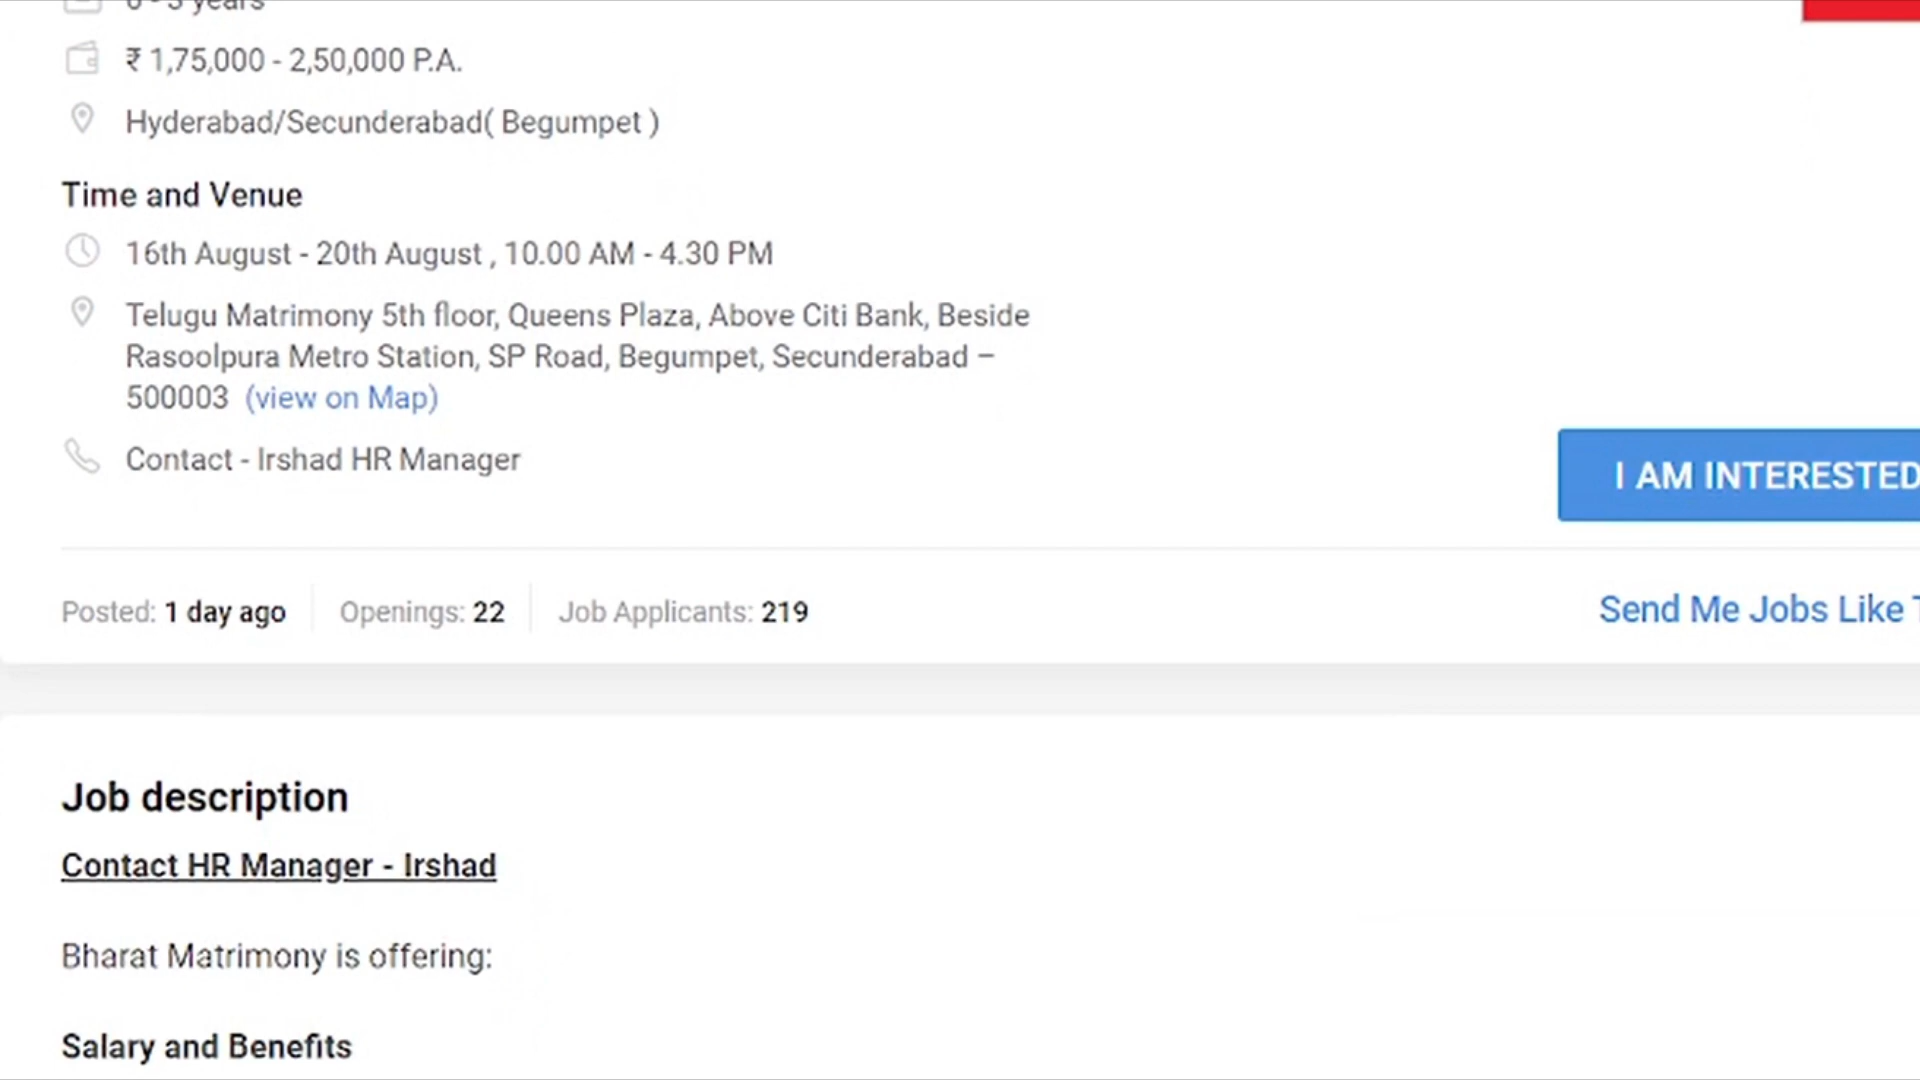 years
₹ 1,75,000 - 2,50,000 P.A.
Hyderabad/Secunderabad( Begumpet )
Time and Venue
16th August - 20th August , 10.00 AM - 4.30 PM
Telugu Matrimony 5th floor, Queens Plaza, Above Citi Bank, Beside
Rasoolpura Metro Station, SP Road, Begumpet, Secunderabad –
500003 (view on Map)
Contact - Irshad HR Manager
I AM INTERESTED
Posted: 1 day ago Openings: 22 Job Applicants: 219
Send Me Jobs Like
Job description
Contact HR Manager - Irshad
Bharat Matrimony is offering:
Salary and Benefits